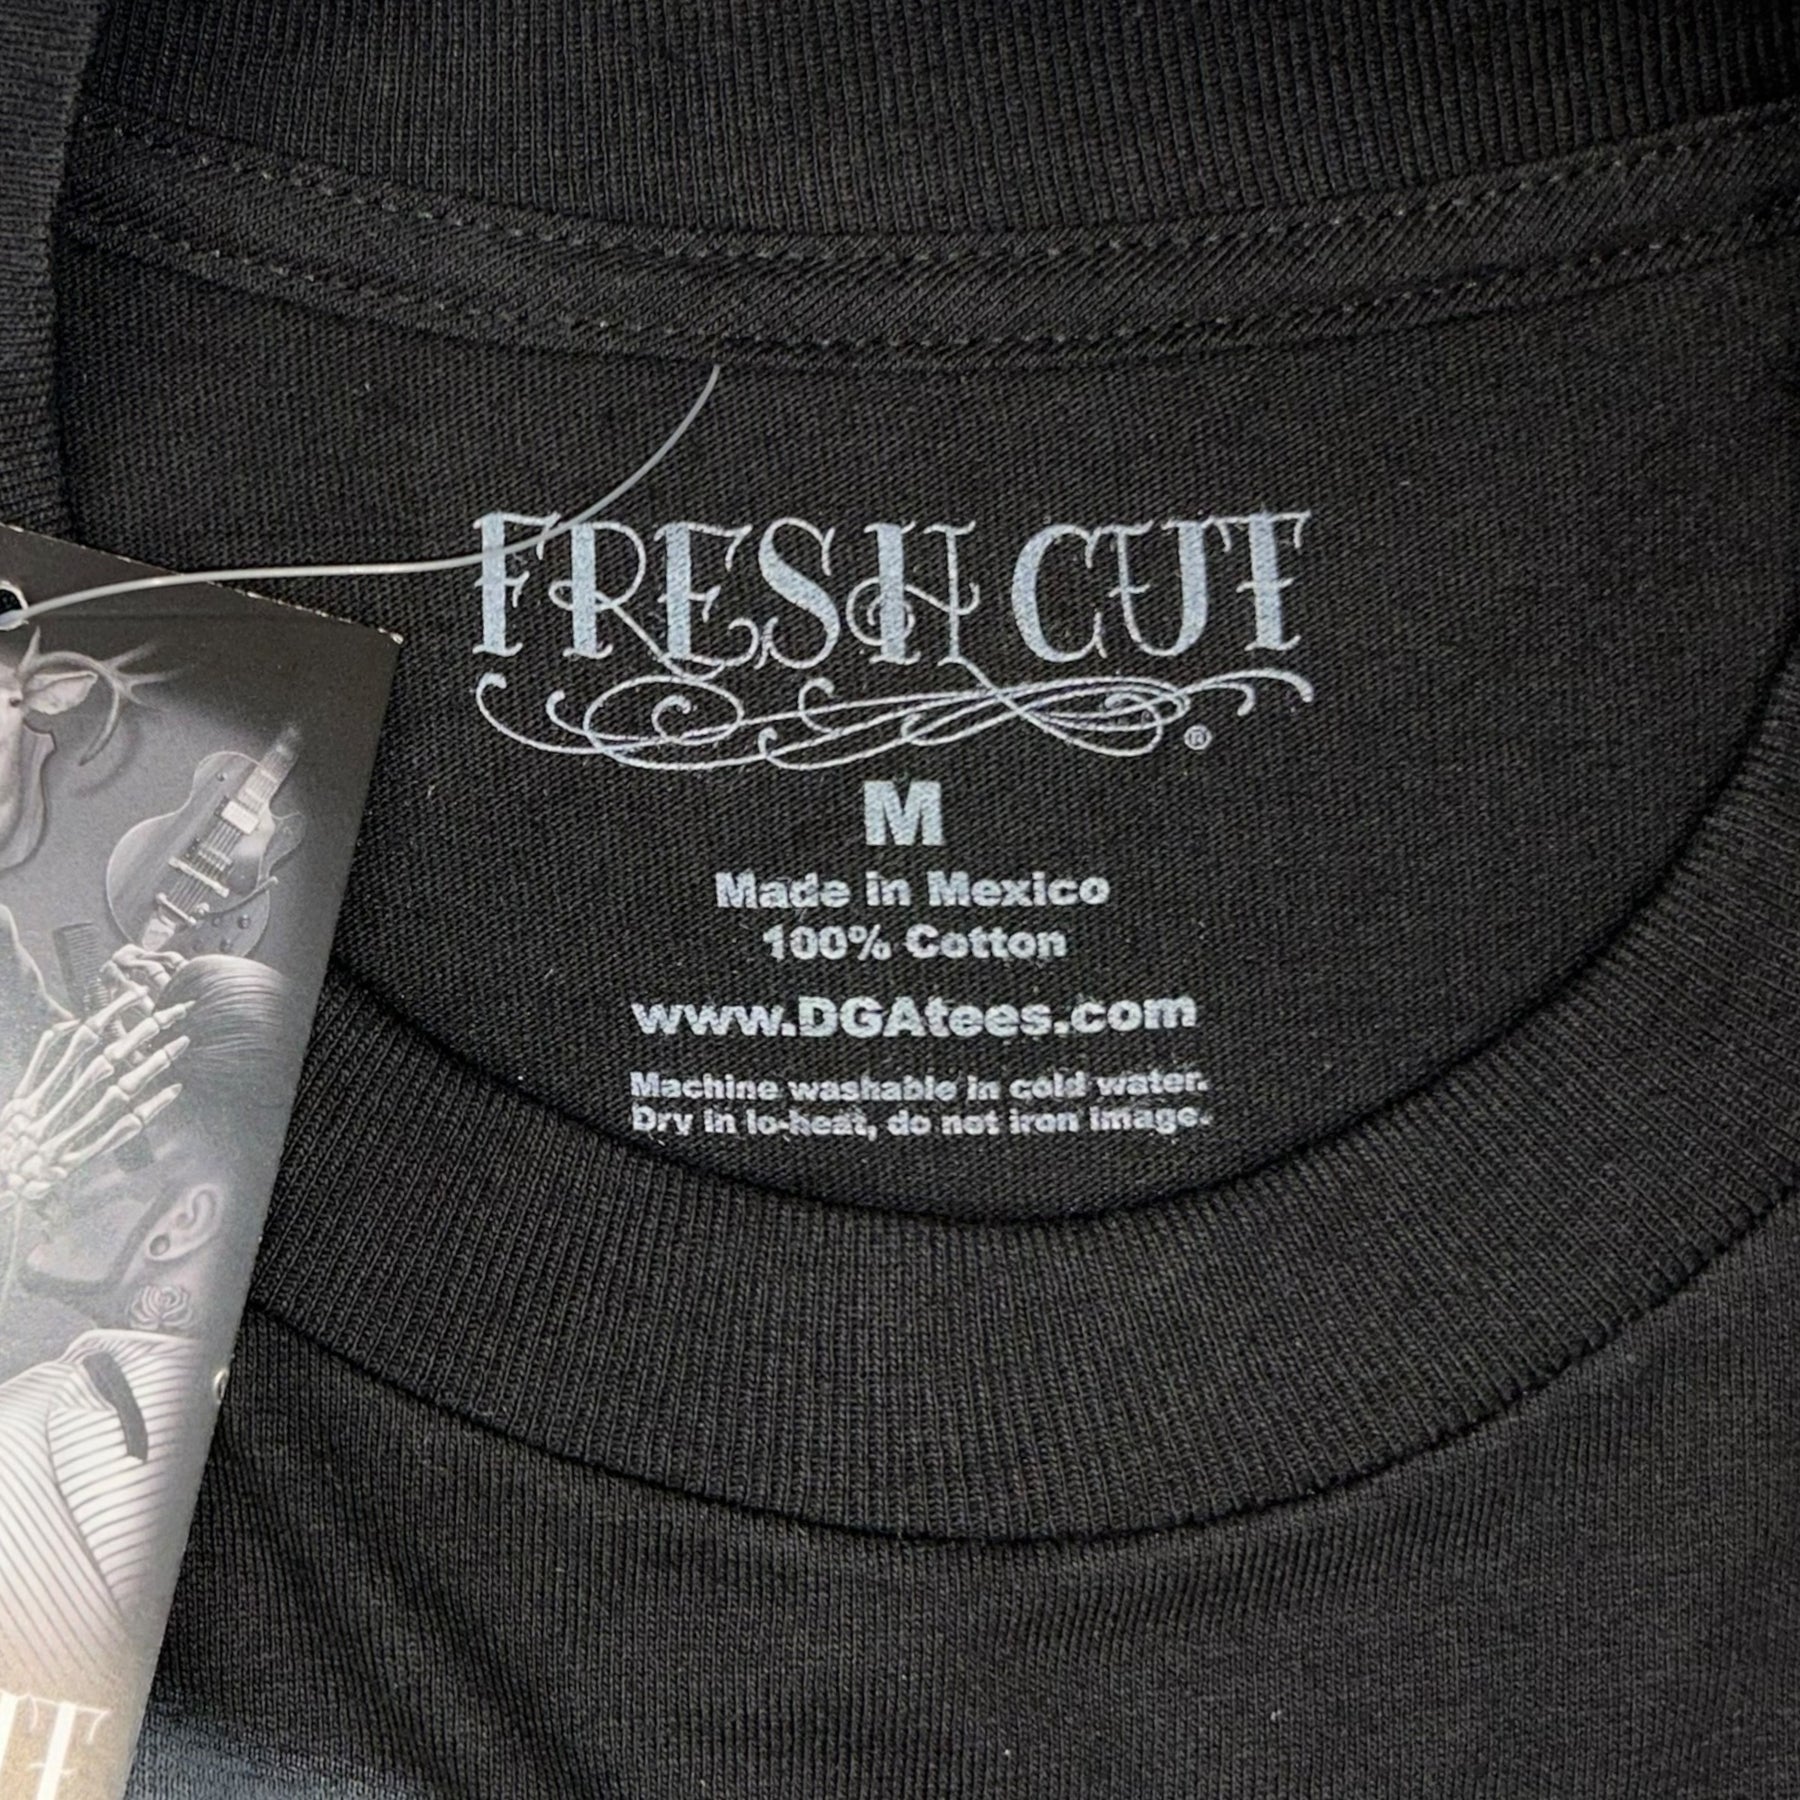 FRESH CUT
®
M
Made in Mexico
100% Cotton
www.DGAtees.com
Machine washable in cold water.
Dry in lo-heat, do not iron image.